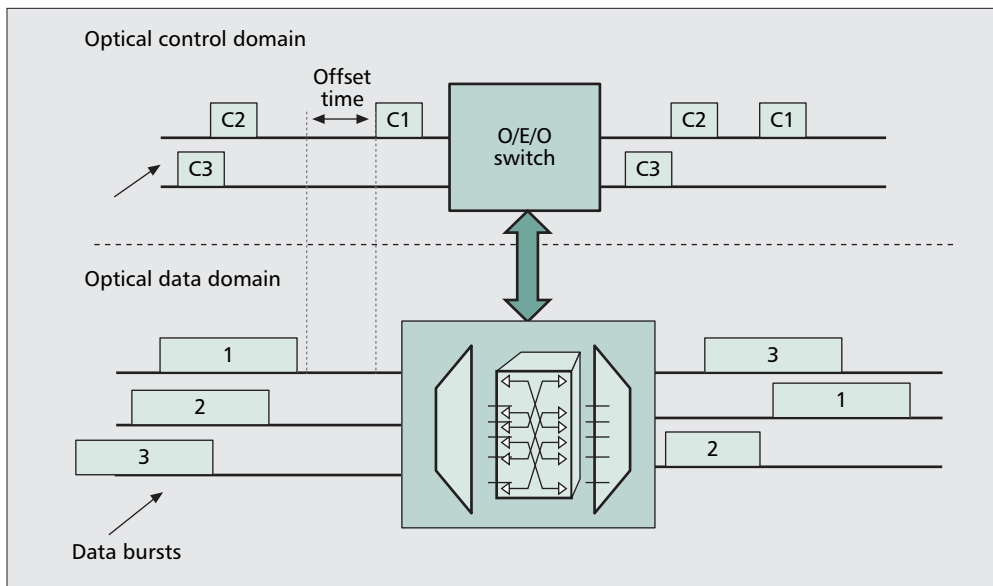 Optical control domain
Offset
time
C2
C1
C3
O/E/O
switch
C2
C1
C3
Optical data domain
1
2
3
3
1
2
Data bursts